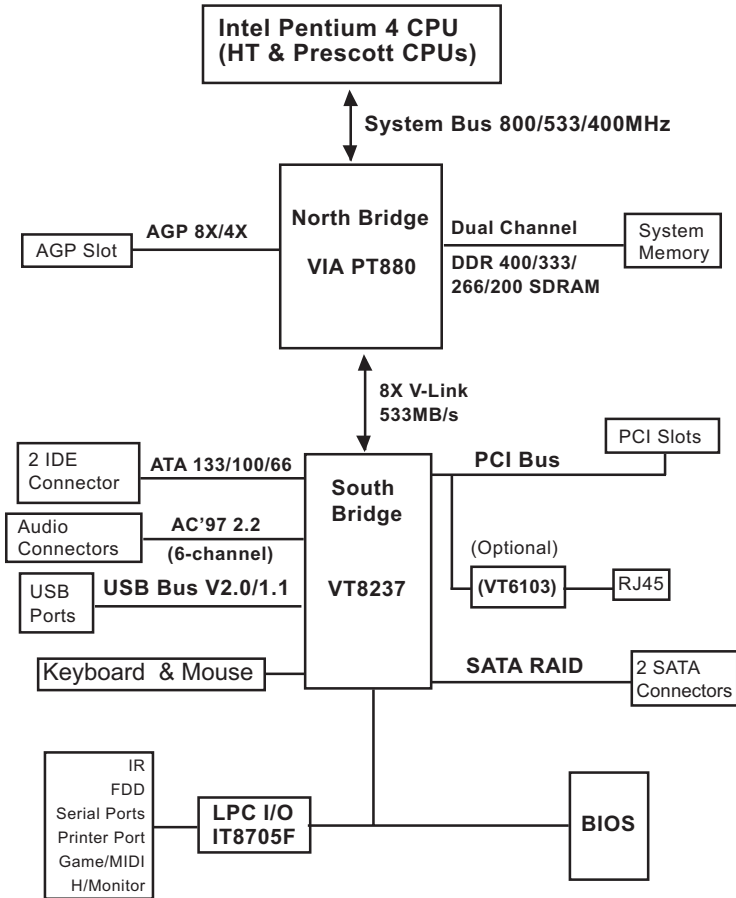 Intel Pentium 4 CPU
(HT & Prescott CPUs)
System Bus 800/533/400MHz
North Bridge
VIA PT880
AGP 8X/4X
AGP Slot
Dual Channel
DDR 400/333/
266/200 SDRAM
System
Memory
8X V-Link
533MB/s
2 IDE
Connector
ATA 133/100/66
South
Bridge
VT8237
PCI Bus
PCI Slots
Audio
Connectors
AC'97 2.2
(6-channel)
(Optional)
(VT6103)
RJ45
USB
Ports
USB Bus V2.0/1.1
Keyboard & Mouse
SATA RAID
2 SATA
Connectors
IR
FDD
Serial Ports
Printer Port
Game/MIDI
H/Monitor
LPC I/O
IT8705F
BIOS